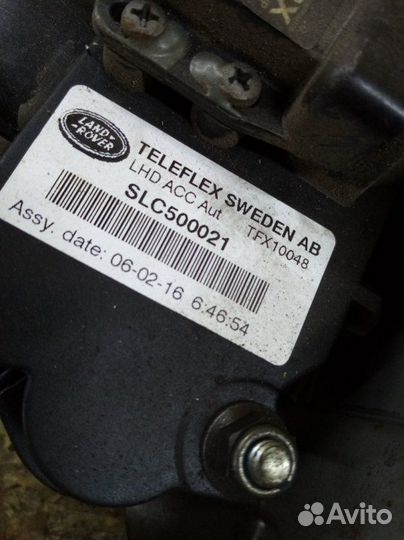 LAND
ROVER
TELEFLEX SWEDEN AB
LHD ACC Aut TFX10048
SLC500021
Assy. date: 06-02-16 6:46:54
Avito